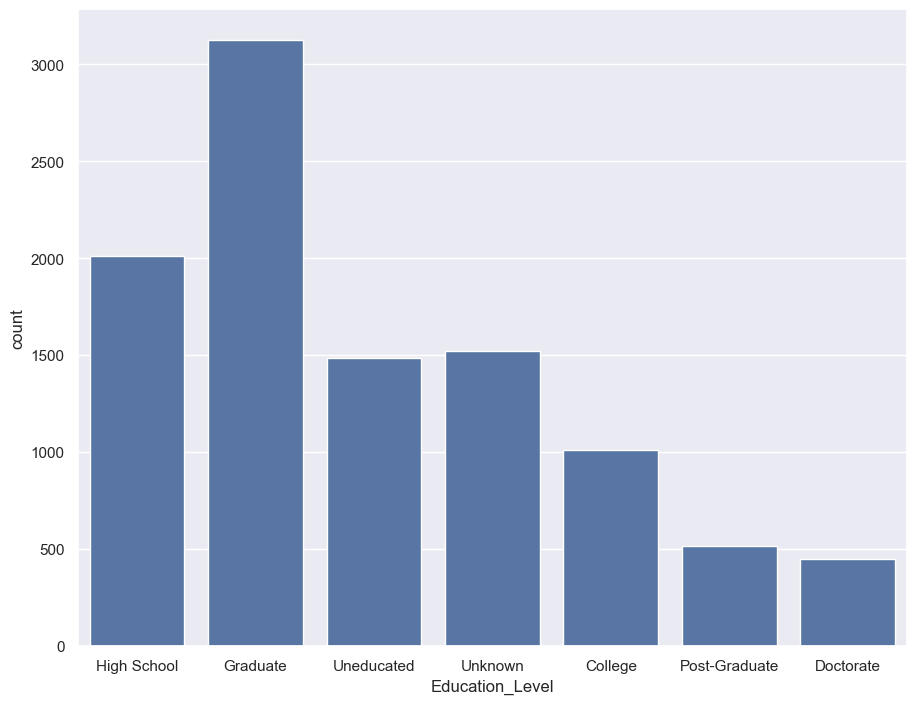 3000
2500
2000
1500
1000
500
0
count
High School Graduate Uneducated Unknown College Post-Graduate Doctorate
Education_Level